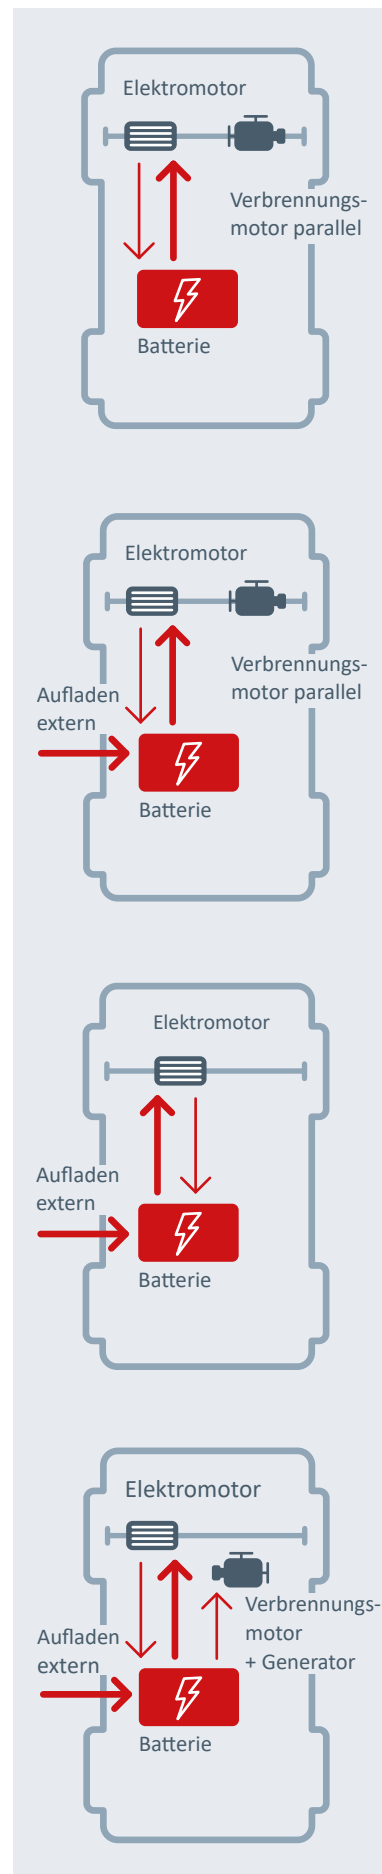 Elektromotor
Verbrennungs-
motor parallel
Batterie
Elektromotor
Verbrennungs-
motor parallel
Aufladen
extern
Batterie
Elektromotor
Aufladen
extern
Batterie
Elektromotor
Verbrennungs-
motor
+ Generator
Aufladen
extern
Batterie